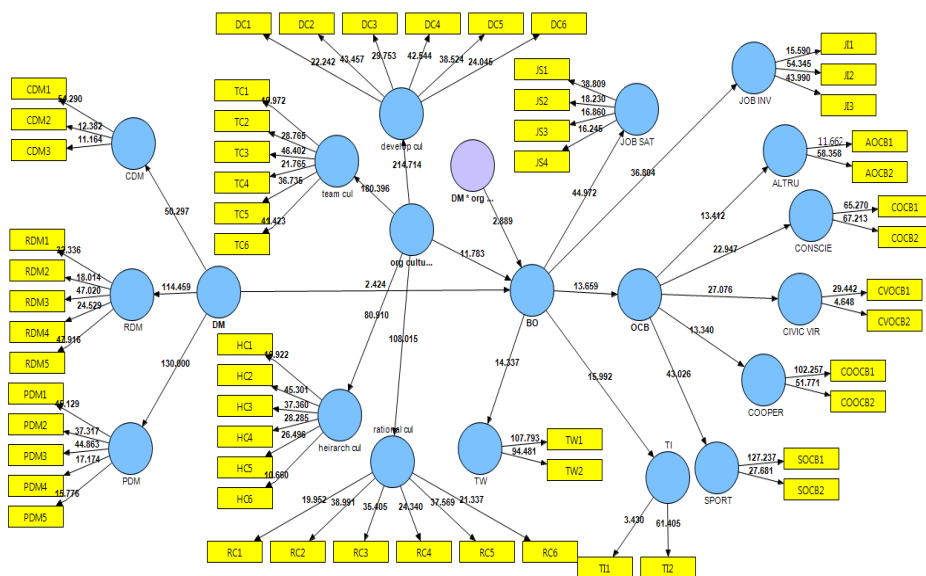 DC1
DC2
DC3
DC4
DC5
DC6
22.242
43.457
29.753
42.544
38.524
24.045
develop cul
CDM1
CDM2
CDM3
54.290
12.382
11.164
CDM
TC1
TC2
TC3
TC4
TC5
TC6
28.765
46.402
21.765
36.735
41.423
team cul
214.714
180.396
DM * org ...
2.889
JS1
JS2
JS3
JS4
38.809
18.230
16.860
16.245
JOB SAT
JI1
JI2
JI3
15.590
54.345
43.990
JOB INV
44.972
36.804
AOCB1
AOCB2
11.662
58.358
ALTRU
13.412
COCB1
COCB2
65.270
67.213
CONSCIE
22.947
50.297
RDM1
RDM2
RDM3
RDM4
RDM5
22.336
18.014
47.020
24.529
47.916
RDM
114.459
DM
2.424
org cultu...
11.783
BO
13.659
OCB
27.076
CVOCB1
CVOCB2
29.442
4.648
CIVIC VIR
13.340
43.026
COOCB1
COOCB2
102.257
51.771
COOPER
130.800
80.910
108.015
14.337
15.992
PDM1
PDM2
PDM3
PDM4
PDM5
45.129
37.317
44.863
17.174
15.776
PDM
HC1
HC2
HC3
HC4
HC5
HC6
45.301
37.360
28.285
26.496
10.660
heirarch cul
rational cul
19.952
38.991
35.405
24.340
37.569
21.337
RC1
RC2
RC3
RC4
RC5
RC6
TW1
TW2
107.793
94.481
TW
TI
3.430
61.405
TI1
TI2
SOCB1
SOCB2
127.237
27.681
SPORT